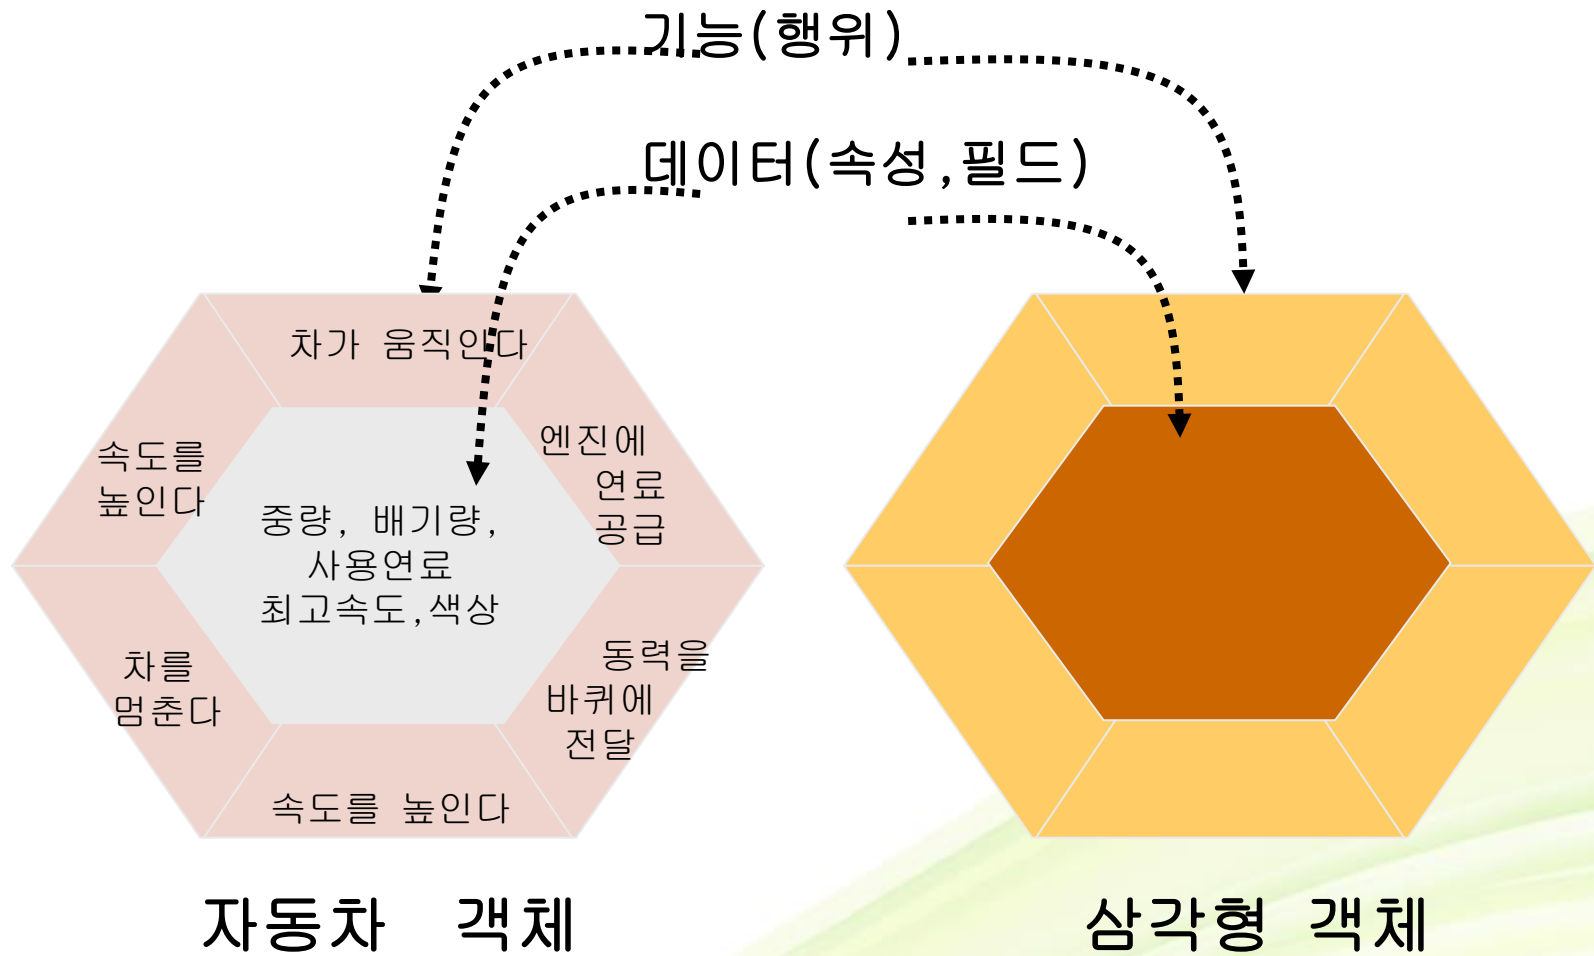 기능(행위)
데이터(속성,필드)
차가 움직인다
속도를
높인다
엔진에
연료
공급
중량, 배기량,
사용연료
최고속도,색상
차를
멈춘다
동력을
바퀴에
전달
속도를 높인다
자동차 객체
삼각형 객체